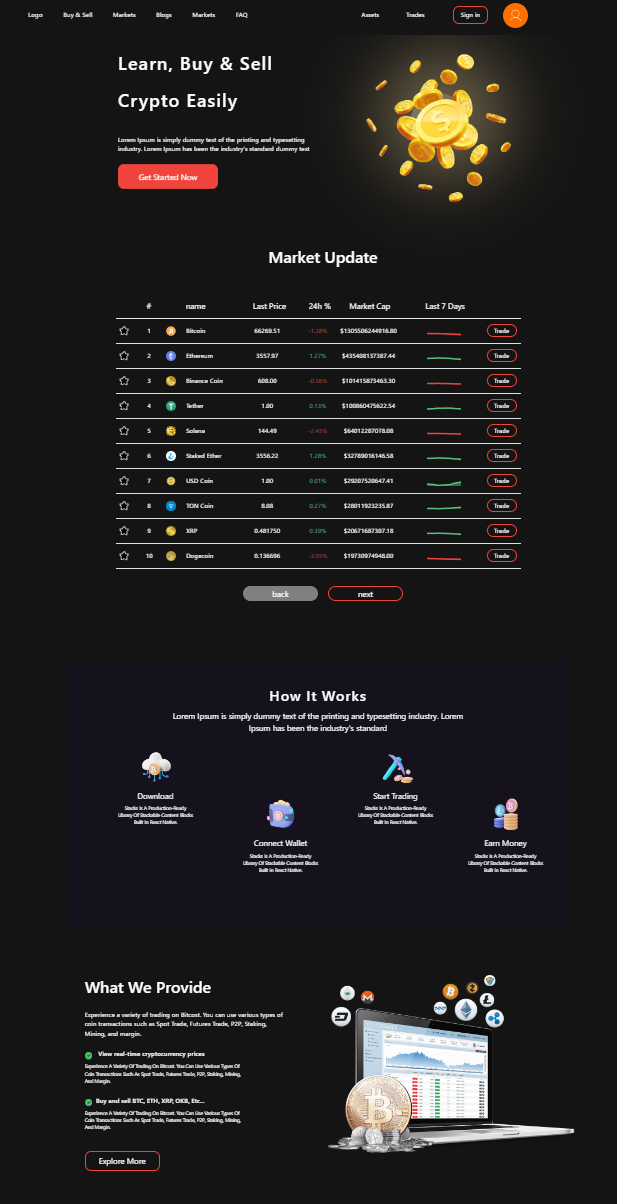 Logo Buy & Sell Markets Blogs Markets FAQ Assets Trades Sign in
Learn, Buy & Sell
Crypto Easily
Lorem Ipsum is simply dummy text of the printing and typesetting
industry. Lorem Ipsum has been the industry's standard dummy text
Get Started Now
Market Update
# name Last Price 24h % Market Cap Last 7 Days
1 Bitcoin 66269.51 -1.38% $1305506244916.80 Trade
2 Ethereum 3557.97 1.27% $435408137387.44 Trade
3 Binance Coin 608.00 -0.36% $101415873463.30 Trade
4 Tether 1.00 0.13% $100860475622.54 Trade
5 Solana 144.49 -2.45% $64012287078.08 Trade
6 Staked Ether 3556.22 1.28% $32789016146.58 Trade
7 USD Coin 1.00 0.01% $29207520647.41 Trade
8 TON Coin 8.08 0.27% $28011923235.87 Trade
9 XRP 0.481750 0.39% $20671687307.18 Trade
10 Dogecoin 0.136696 -3.95% $19730974948.00 Trade
back next
How It Works
Lorem Ipsum is simply dummy text of the printing and typesetting industry. Lorem
Ipsum has been the industry's standard
Download
Stacks Is A Production-Ready
Library Of Stackable Content Blocks
Built In React Native.
Connect Wallet
Stacks Is A Production-Ready
Library Of Stackable Content Blocks
Built In React Native.
Start Trading
Stacks Is A Production-Ready
Library Of Stackable Content Blocks
Built In React Native.
Earn Money
Stacks Is A Production-Ready
Library Of Stackable Content Blocks
Built In React Native.
What We Provide
Experience a variety of trading on Bitcost. You can use various types of
coin transactions such as Spot Trade, Futures Trade, P2P, Staking,
Mining, and margin.
View real-time cryptocurrency prices
Experience A Variety Of Trading On Bitcost. You Can Use Various Types Of
Coin Transactions Such As Spot Trade, Futures Trade, P2P, Staking, Mining,
And Margin.
Buy and sell BTC, ETH, XRP, OKB, Etc...
Experience A Variety Of Trading On Bitcost. You Can Use Various Types Of
Coin Transactions Such As Spot Trade, Futures Trade, P2P, Staking, Mining,
And Margin.
Explore More